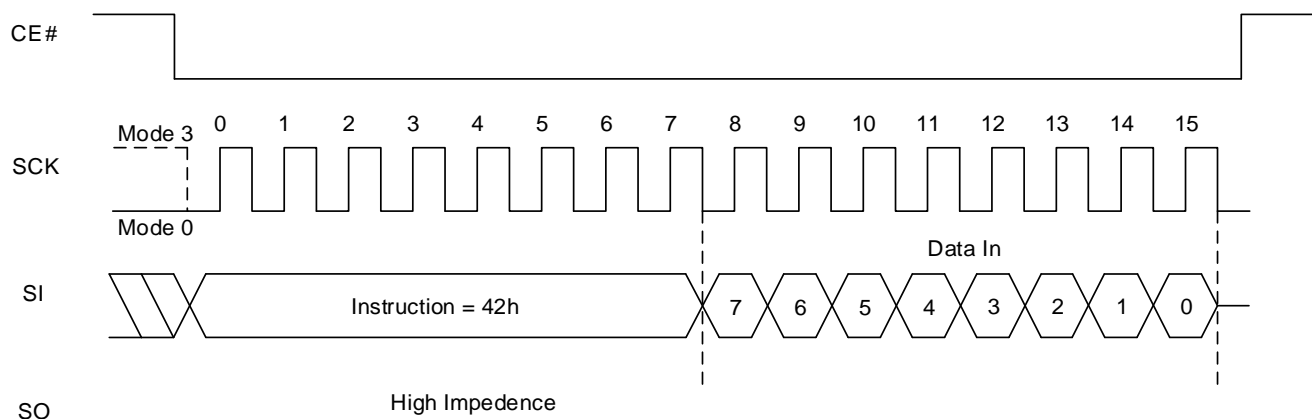 CE#
Mode 3 0 1 2 3 4 5 6 7 8 9 10 11 12 13 14 15
SCK
Mode 0
Data In
SI Instruction = 42h 7 6 5 4 3 2 1 0
High Impedence
SO